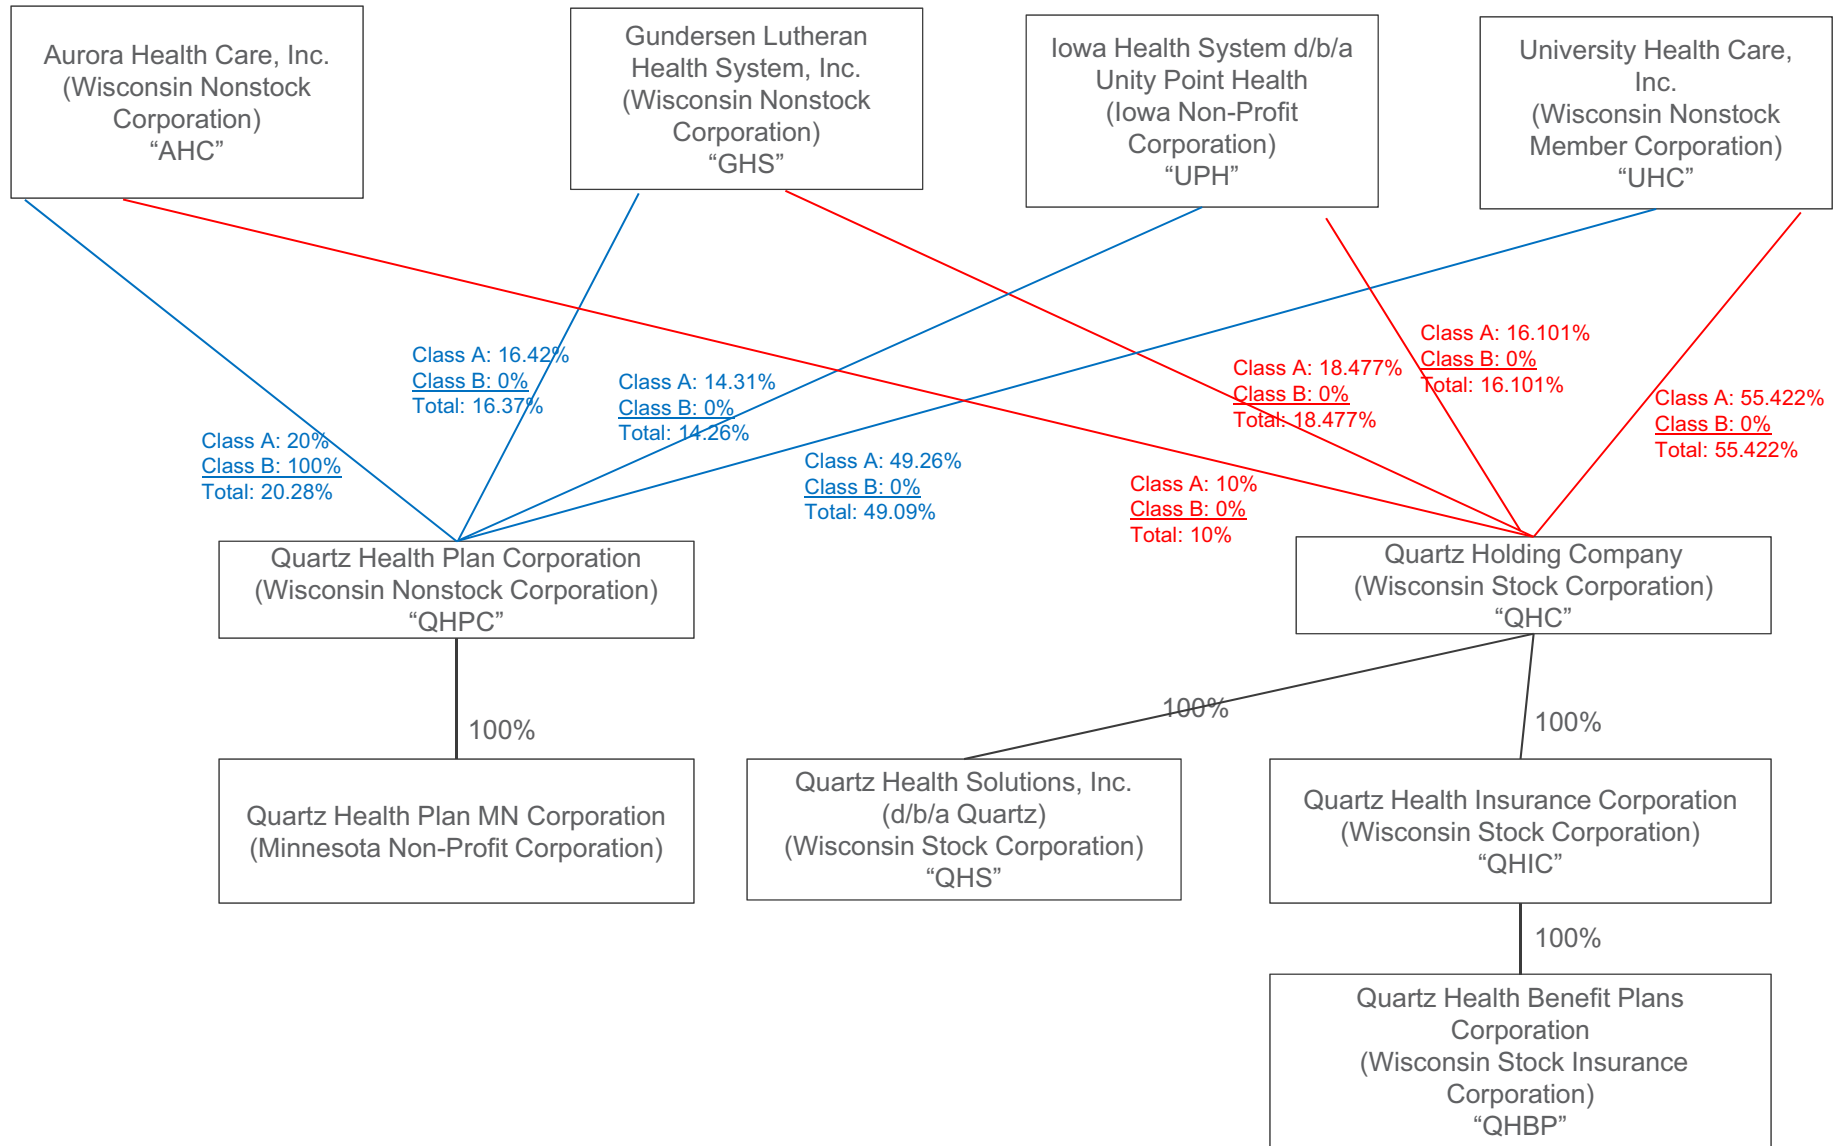 Aurora Health Care, Inc.
(Wisconsin Nonstock
Corporation)
“AHC”
Gundersen Lutheran
Health System, Inc.
(Wisconsin Nonstock
Corporation)
“GHS”
Iowa Health System d/b/a
Unity Point Health
(Iowa Non-Profit
Corporation)
“UPH”
University Health Care,
Inc.
(Wisconsin Nonstock
Member Corporation)
“UHC”
Class A: 20%
Class B: 100%
Total: 20.28%
Class A: 16.42%
Class B: 0%
Total: 16.37%
Class A: 14.31%
Class B: 0%
Total: 14.26%
Class A: 49.26%
Class B: 0%
Total: 49.09%
Class A: 10%
Class B: 0%
Total: 10%
Class A: 18.477%
Class B: 0%
Total: 18.477%
Class A: 16.101%
Class B: 0%
Total: 16.101%
Class A: 55.422%
Class B: 0%
Total: 55.422%
Quartz Health Plan Corporation
(Wisconsin Nonstock Corporation)
“QHPC”
Quartz Holding Company
(Wisconsin Stock Corporation)
“QHC”
100%
100%
100%
Quartz Health Plan MN Corporation
(Minnesota Non-Profit Corporation)
Quartz Health Solutions, Inc.
(d/b/a Quartz)
(Wisconsin Stock Corporation)
“QHS”
Quartz Health Insurance Corporation
(Wisconsin Stock Corporation)
“QHIC”
100%
Quartz Health Benefit Plans
Corporation
(Wisconsin Stock Insurance
Corporation)
“QHBP”